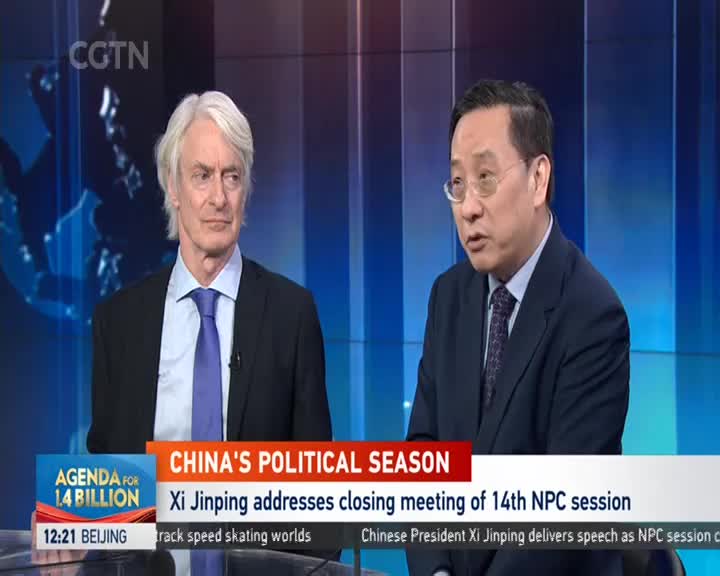 CGTN
CHINA'S POLITICAL SEASON
AGENDA FOR
1.4 BILLION
Xi Jinping addresses closing meeting of 14th NPC session
12:21 BEIJING
track speed skating worlds
Chinese President Xi Jinping delivers speech as NPC session c